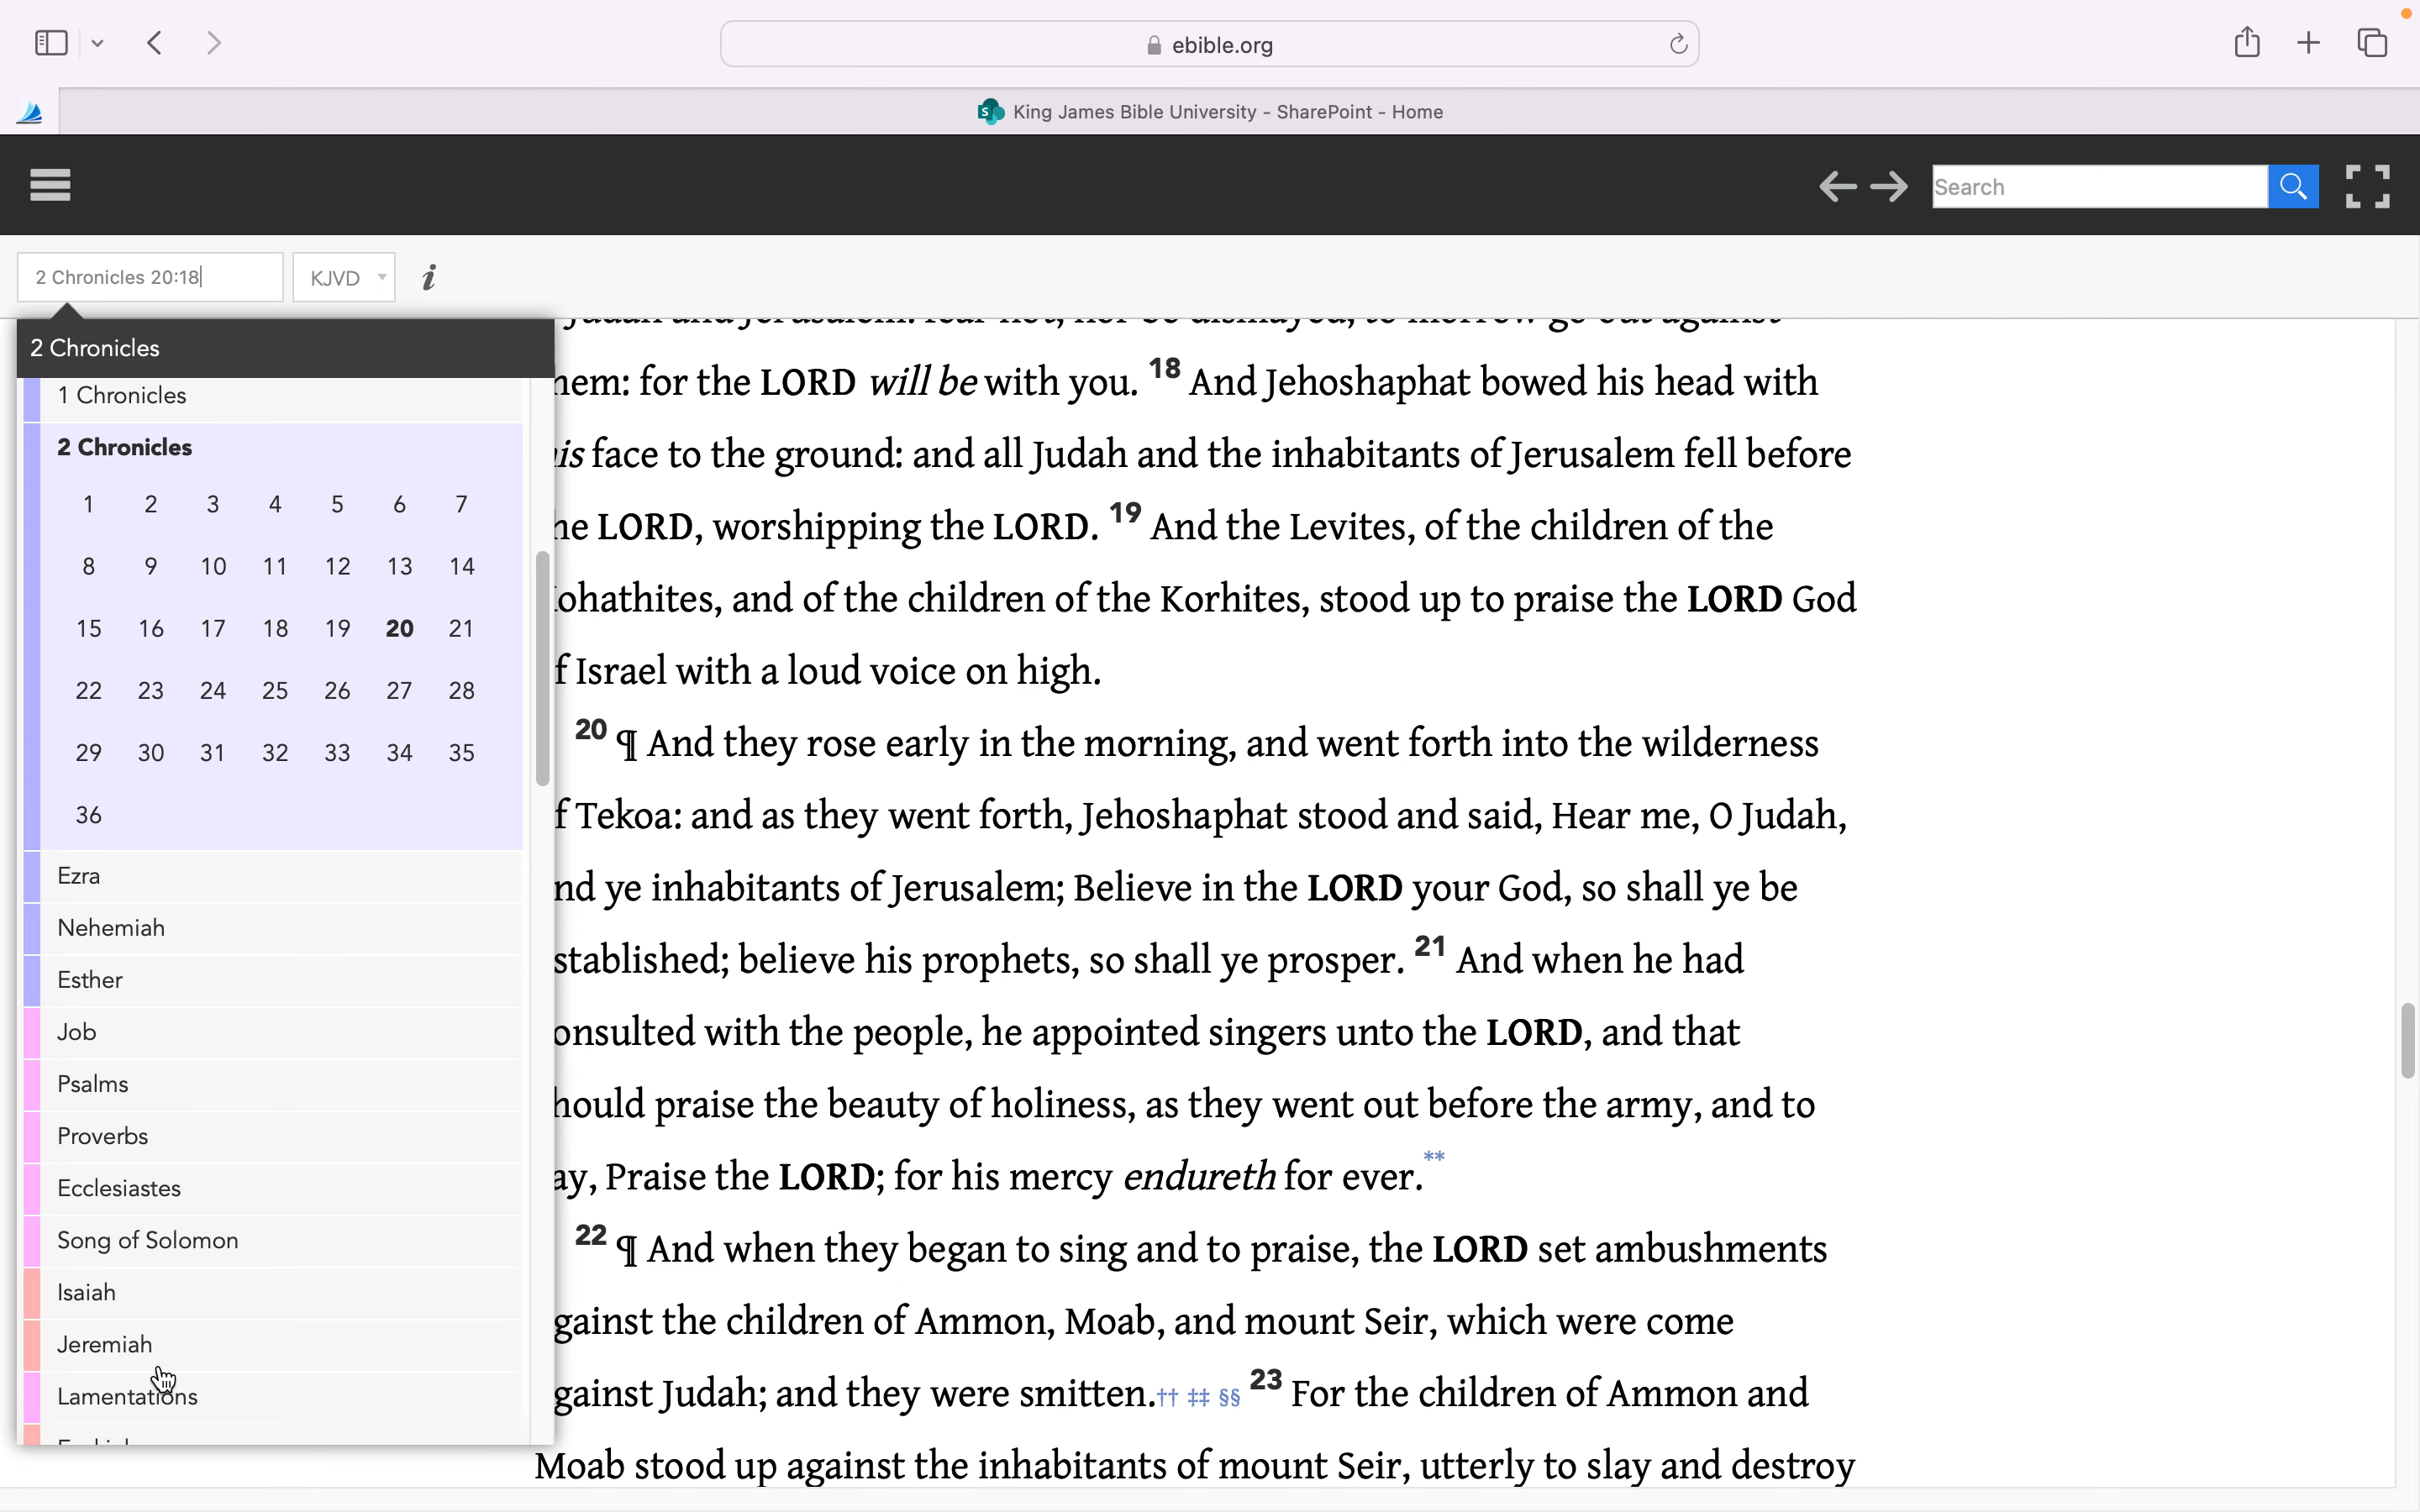 ebible.org
King James Bible University - SharePoint - Home
Search
2 Chronicles 20:18
KJVD
i
2 Chronicles
1 Chronicles
2 Chronicles
1 2 3 4 5 6 7
8 9 10 11 12 13 14
15 16 17 18 19 20 21
22 23 24 25 26 27 28
29 30 31 32 33 34 35
36
Ezra
Nehemiah
Esther
Job
Psalms
Proverbs
Ecclesiastes
Song of Solomon
Isaiah
Jeremiah
Lamentations
Judah and Jerusalem: fear not, nor be dismayed; to morrow go out against
hem: for the LORD will be with you. 18 And Jehoshaphat bowed his head with
his face to the ground: and all Judah and the inhabitants of Jerusalem fell before
he LORD, worshipping the LORD. 19 And the Levites, of the children of the
ohathites, and of the children of the Korhites, stood up to praise the LORD God
f Israel with a loud voice on high.
20 ¶ And they rose early in the morning, and went forth into the wilderness
f Tekoa: and as they went forth, Jehoshaphat stood and said, Hear me, O Judah,
nd ye inhabitants of Jerusalem; Believe in the LORD your God, so shall ye be
stablished; believe his prophets, so shall ye prosper. 21 And when he had
onsulted with the people, he appointed singers unto the LORD, and that
hould praise the beauty of holiness, as they went out before the army, and to
ay, Praise the LORD; for his mercy endureth for ever.**
22 ¶ And when they began to sing and to praise, the LORD set ambushments
gainst the children of Ammon, Moab, and mount Seir, which were come
gainst Judah; and they were smitten.†† ‡‡ §§ 23 For the children of Ammon and
Moab stood up against the inhabitants of mount Seir, utterly to slay and destroy